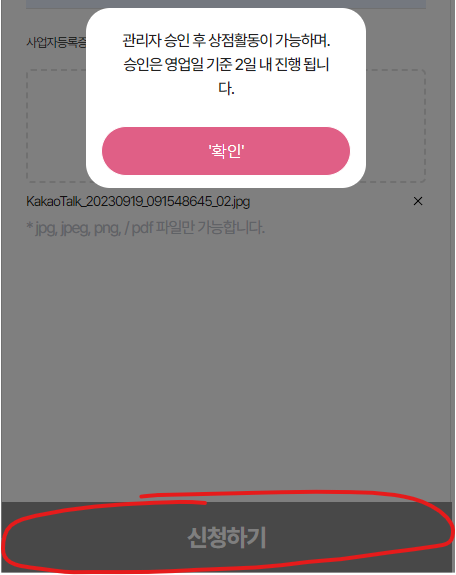 관리자 승인 후 상점활동이 가능하며.
승인은 영업일 기준 2일 내 진행 됩니
다.
'확인'
사업자등록증
KakaoTalk_20230919_091548645_02.jpg ×
* jpg, jpeg, png, / pdf 파일만 가능합니다.
신청하기